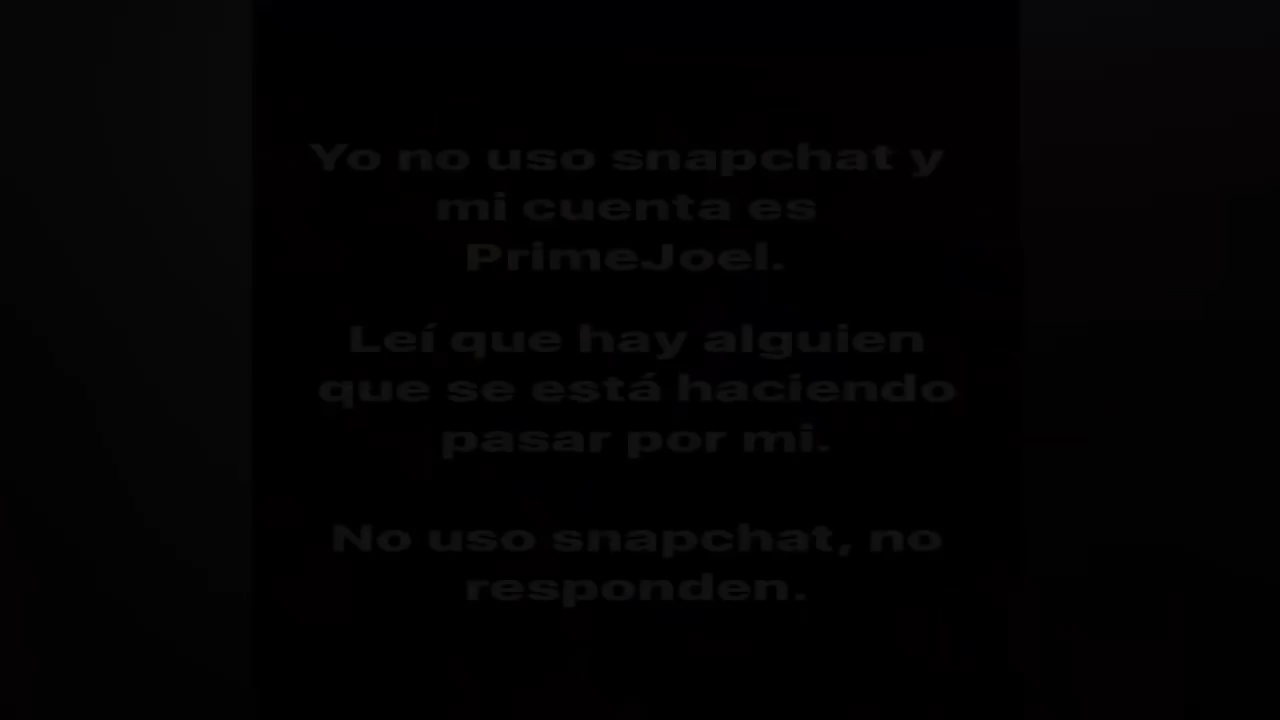 Yo no uso snapchat y
mi cuenta es
PrimeJoel.
Leí que hay alguien
que se está haciendo
pasar por mi.
No uso snapchat, no
responden.